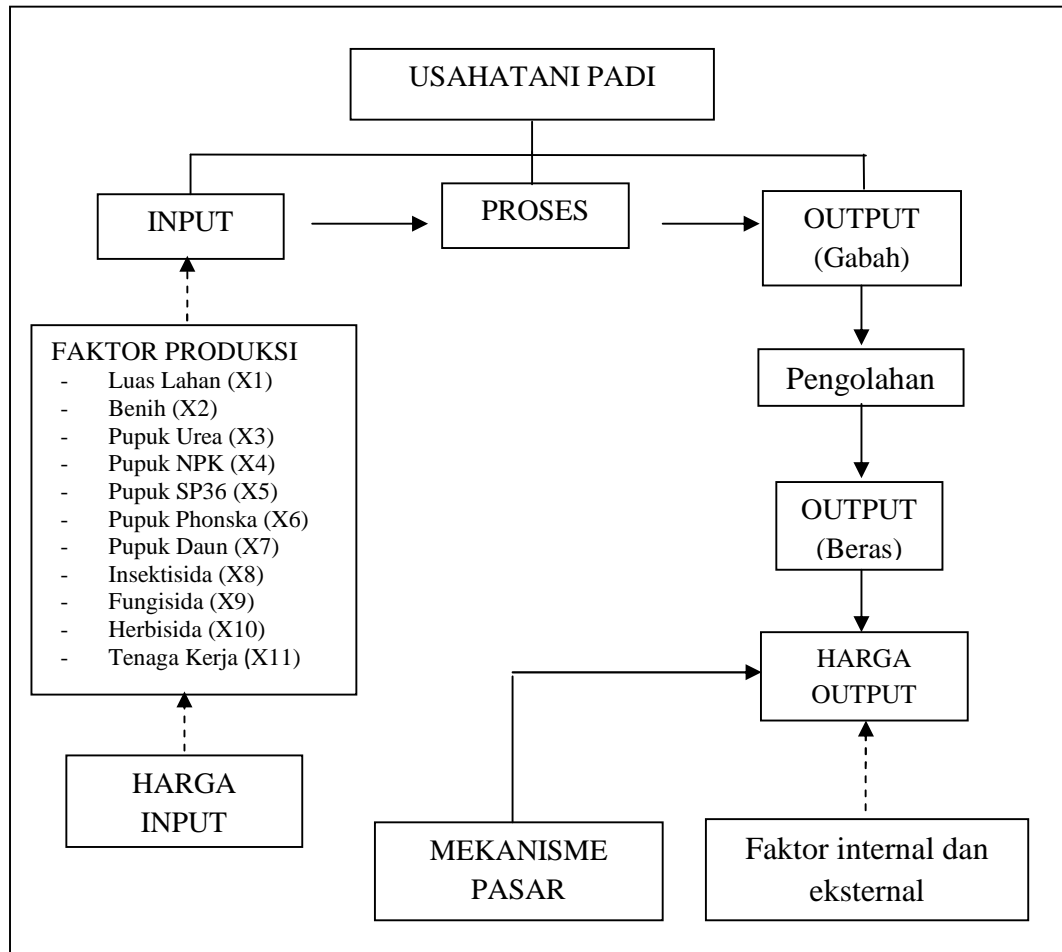 USAHATANI PADI
INPUT
PROSES
OUTPUT
(Gabah)
FAKTOR PRODUKSI
- Luas Lahan (X1)
- Benih (X2)
- Pupuk Urea (X3)
- Pupuk NPK (X4)
- Pupuk SP36 (X5)
- Pupuk Phonska (X6)
- Pupuk Daun (X7)
- Insektisida (X8)
- Fungisida (X9)
- Herbisida (X10)
- Tenaga Kerja (X11)
Pengolahan
OUTPUT
(Beras)
HARGA
OUTPUT
HARGA
INPUT
MEKANISME
PASAR
Faktor internal dan
eksternal